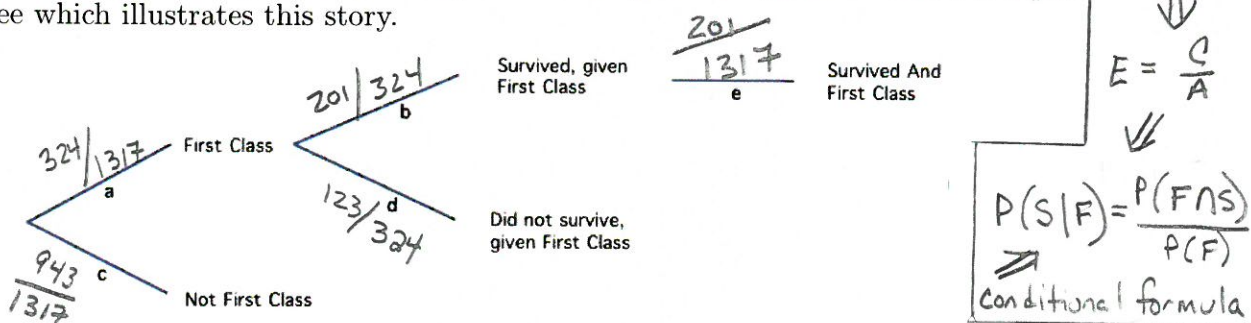 ee which illustrates this story.
201/324
Survived, given
First Class
b
201/1317
e
Survived And
First Class
324/1317
a
First Class
123/324
d
Did not survive,
given First Class
943/1317
c
Not First Class
E = C/A
P(S|F) = P(F∩S)/P(F)
conditional formula